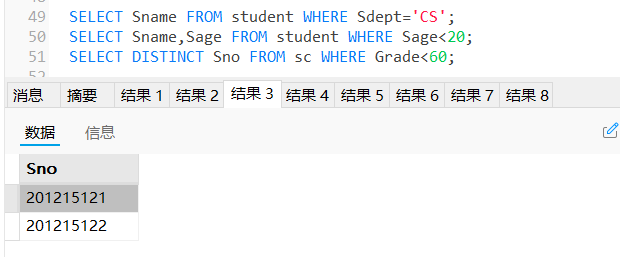 49 SELECT Sname FROM student WHERE Sdept='CS';
50 SELECT Sname,Sage FROM student WHERE Sage<20;
51 SELECT DISTINCT Sno FROM sc WHERE Grade<60;
52
消息 摘要 结果 1 结果 2 结果 3 结果 4 结果 5 结果 6 结果 7 结果 8
数据 信息
Sno
201215121
201215122